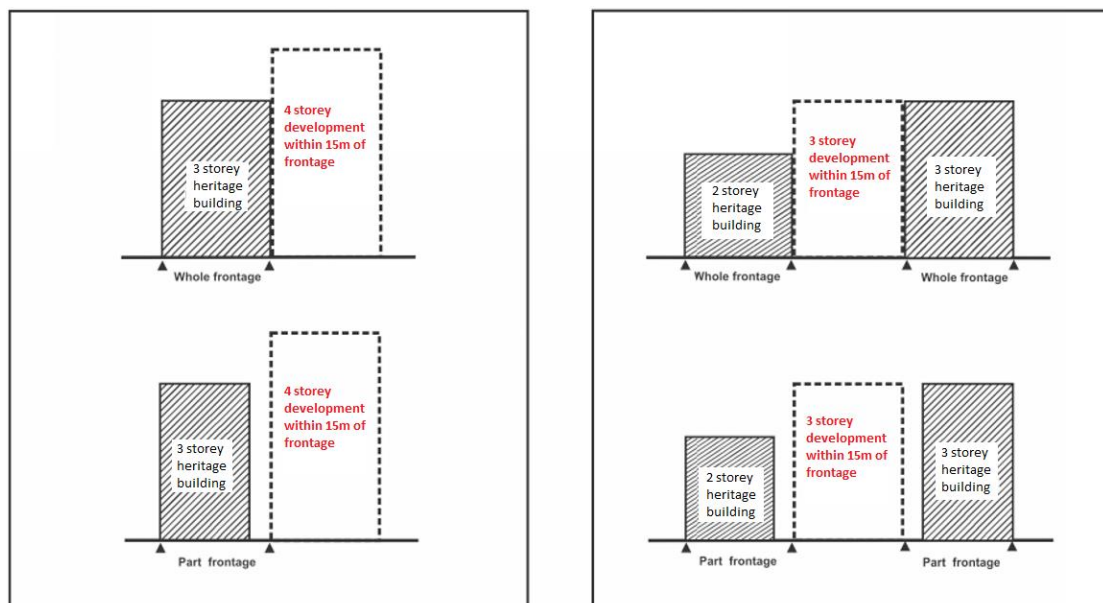 4 storey
development
within 15m of
frontage
3 storey
heritage
building
Whole frontage
4 storey
development
within 15m of
frontage
3 storey
heritage
building
Part frontage
3 storey
development
within 15m of
frontage
2 storey
heritage
building
3 storey
heritage
building
Whole frontage
Whole frontage
3 storey
development
within 15m of
frontage
2 storey
heritage
building
3 storey
heritage
building
Part frontage
Part frontage